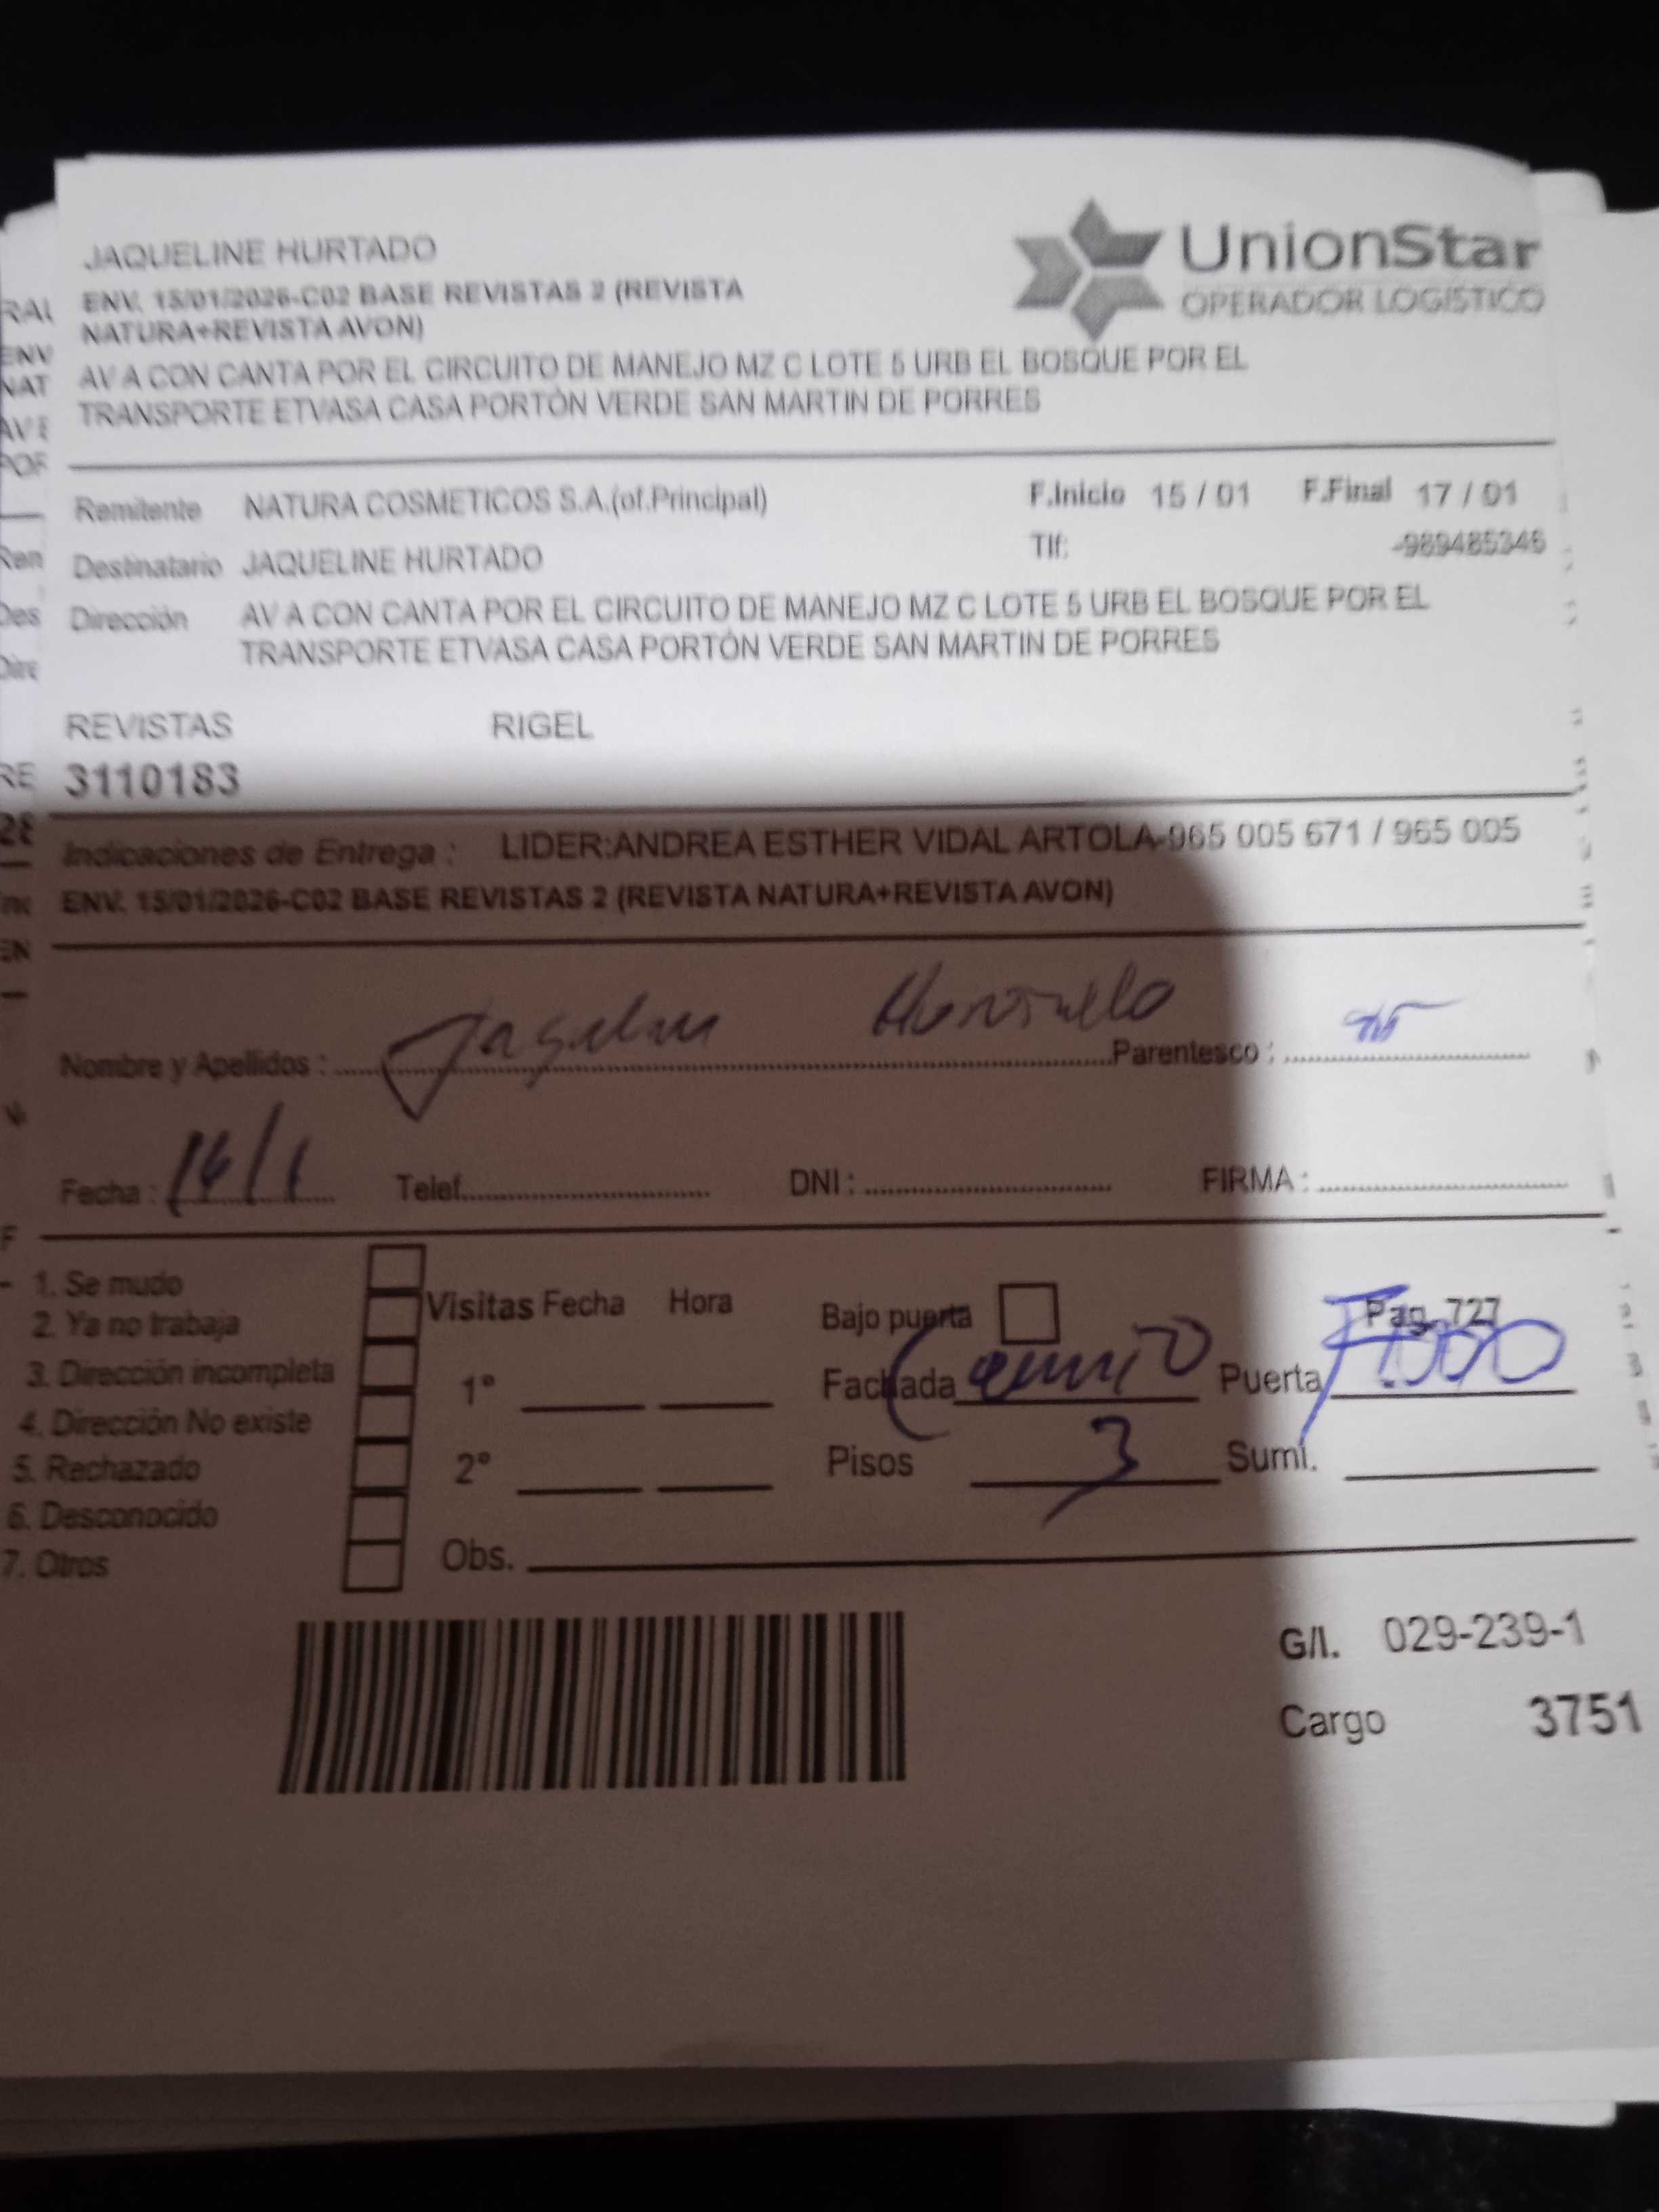 JAQUELINE HURTADO
ENV. 15/01/2026-C02 BASE REVISTAS 2 (REVISTA
NATURA+REVISTA AVON)
AV A CON CANTA POR EL CIRCUITO DE MANEJO MZ C LOTE 5 URB EL BOSQUE POR EL
TRANSPORTE ETVASA CASA PORTÓN VERDE SAN MARTIN DE PORRES
UnionStar
OPERADOR LOGISTICO
Remitente NATURA COSMETICOS S.A.(of.Principal) F.Inicio 15 / 01 F.Final 17 / 01
Destinatario JAQUELINE HURTADO Tlf: -989485346
Dirección AV A CON CANTA POR EL CIRCUITO DE MANEJO MZ C LOTE 5 URB EL BOSQUE POR EL
TRANSPORTE ETVASA CASA PORTÓN VERDE SAN MARTIN DE PORRES
REVISTAS RIGEL
3110183
Indicaciones de Entrega : LIDER:ANDREA ESTHER VIDAL ARTOLA-965 005 671 / 965 005
ENV. 15/01/2026-C02 BASE REVISTAS 2 (REVISTA NATURA+REVISTA AVON)
Nombre y Apellidos : Parentesco :
Fecha : 16/1 Telef. DNI : FIRMA :
1. Se mudo
2. Ya no trabaja
3. Dirección incompleta
4. Dirección No existe
5. Rechazado
6. Desconocido
7. Otros
Visitas Fecha Hora
1°
2°
Obs.
Bajo puerta
Pag. 727
Fachada Puerta
Pisos 3 Sumi.
G/I. 029-239-1
Cargo 3751